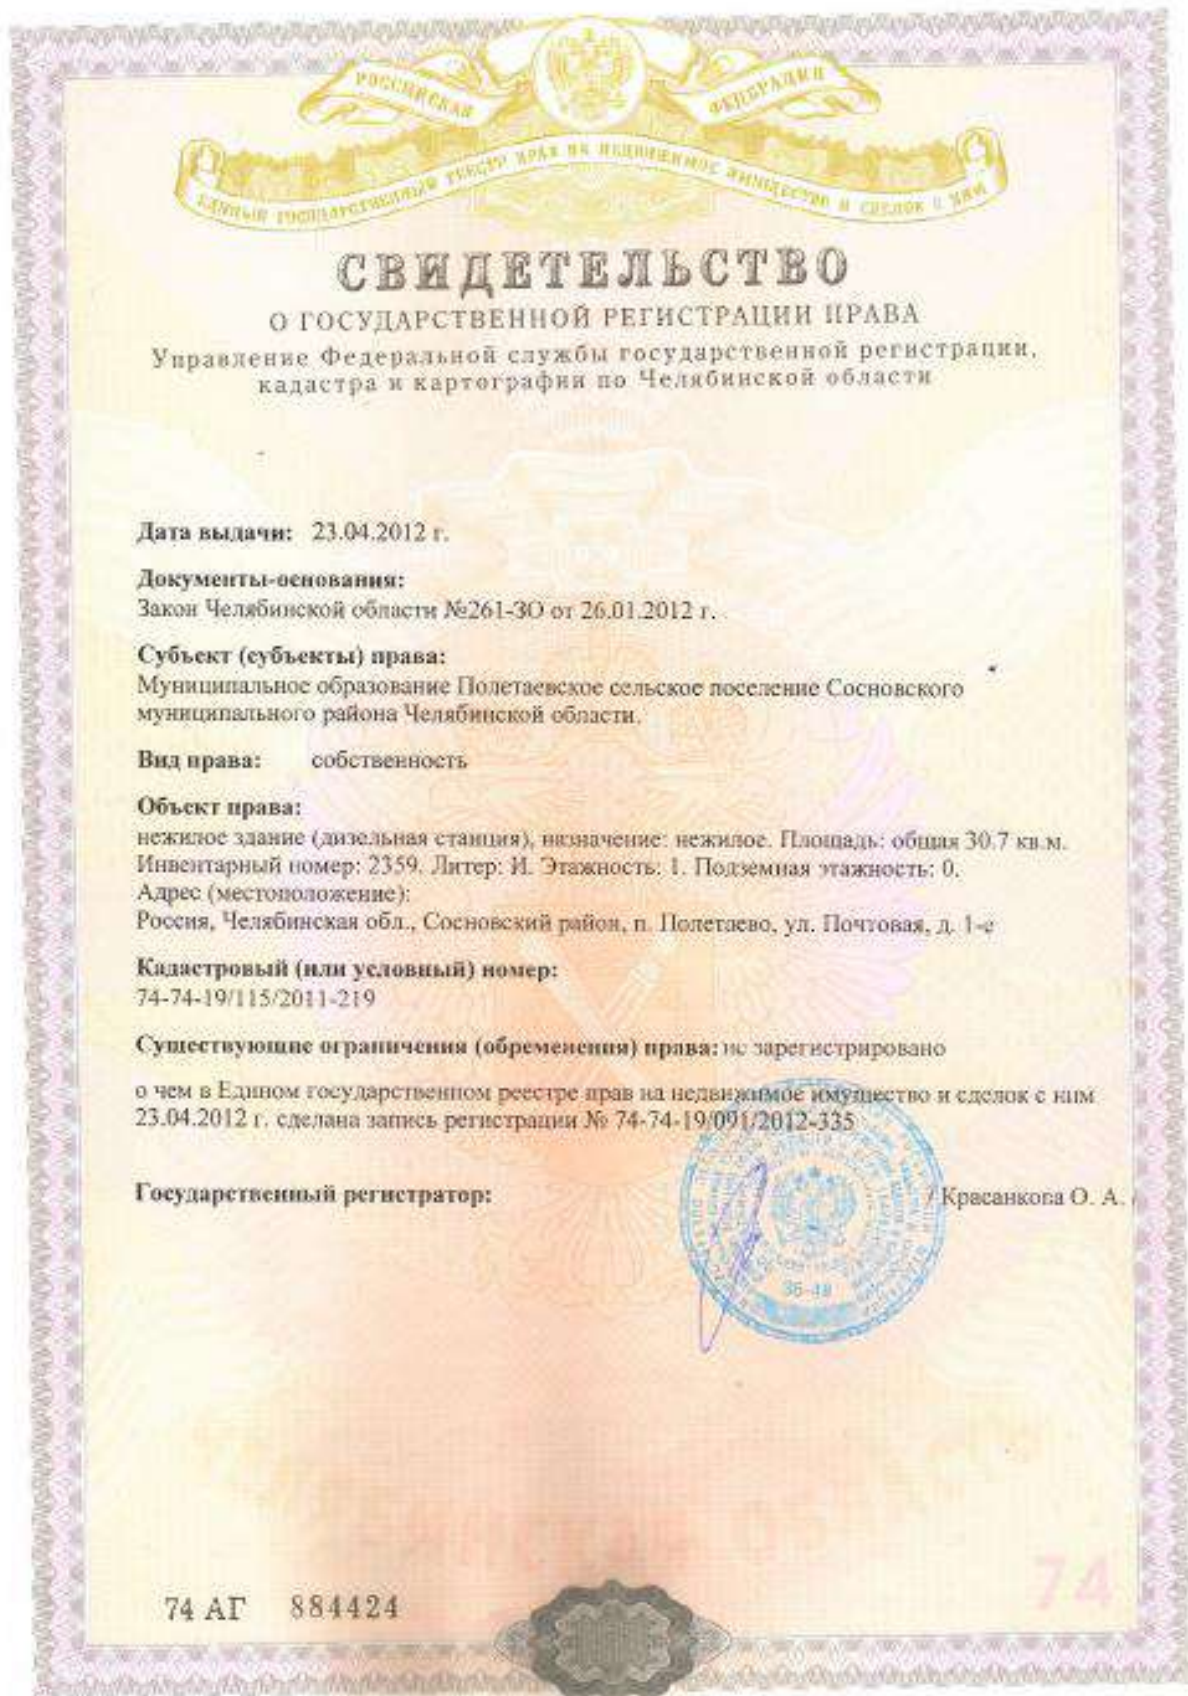 РОССИЙСКАЯ ФЕДЕРАЦИЯ
ЕДИНЫЙ ГОСУДАРСТВЕННЫЙ РЕЕСТР ПРАВ НА НЕДВИЖИМОЕ ИМУЩЕСТВО И СДЕЛОК С НИМ
СВИДЕТЕЛЬСТВО
О ГОСУДАРСТВЕННОЙ РЕГИСТРАЦИИ ПРАВА
Управление Федеральной службы государственной регистрации,
кадастра и картографии по Челябинской области
Дата выдачи: 23.04.2012 г.
Документы-основания:
Закон Челябинской области №261-ЗО от 26.01.2012 г.
Субъект (субъекты) права:
Муниципальное образование Полетаевское сельское поселение Сосновского
муниципального района Челябинской области.
Вид права: собственность
Объект права:
нежилое здание (дизельная станция), назначение: нежилое. Площадь: общая 30.7 кв.м.
Инвентарный номер: 2359. Литер: И. Этажность: 1. Подземная этажность: 0.
Адрес (местоположение):
Россия, Челябинская обл., Сосновский район, п. Полетаево, ул. Почтовая, д. 1-е
Кадастровый (или условный) номер:
74-74-19/115/2011-219
Существующие ограничения (обременения) права: не зарегистрировано
о чем в Едином государственном реестре прав на недвижимое имущество и сделок с ним
23.04.2012 г. сделана запись регистрации № 74-74-19/091/2012-335
Государственный регистратор: / Красанкова О. А. /
36-48
74
74 АГ 884424